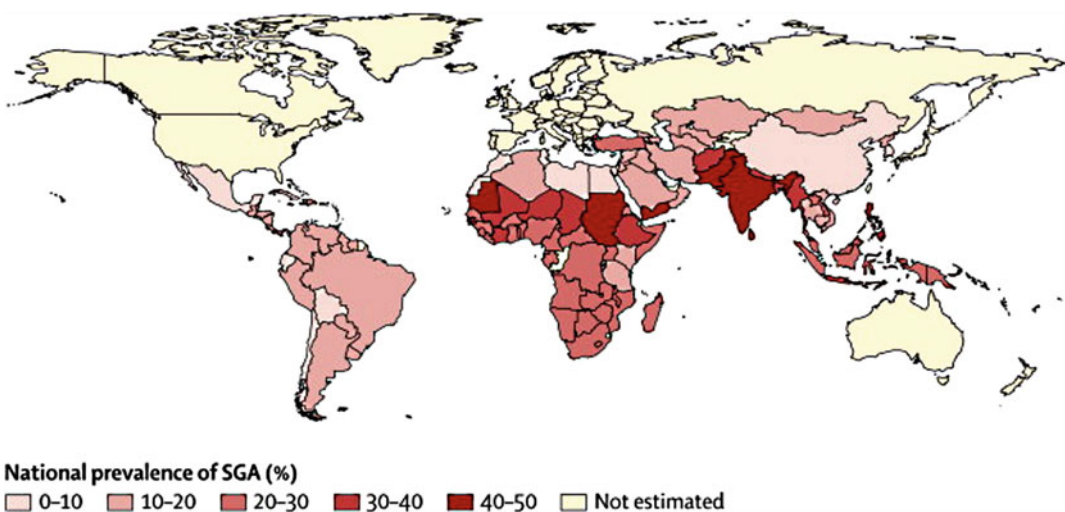 National prevalence of SGA (%)
0–10 10–20 20–30 30–40 40–50 Not estimated